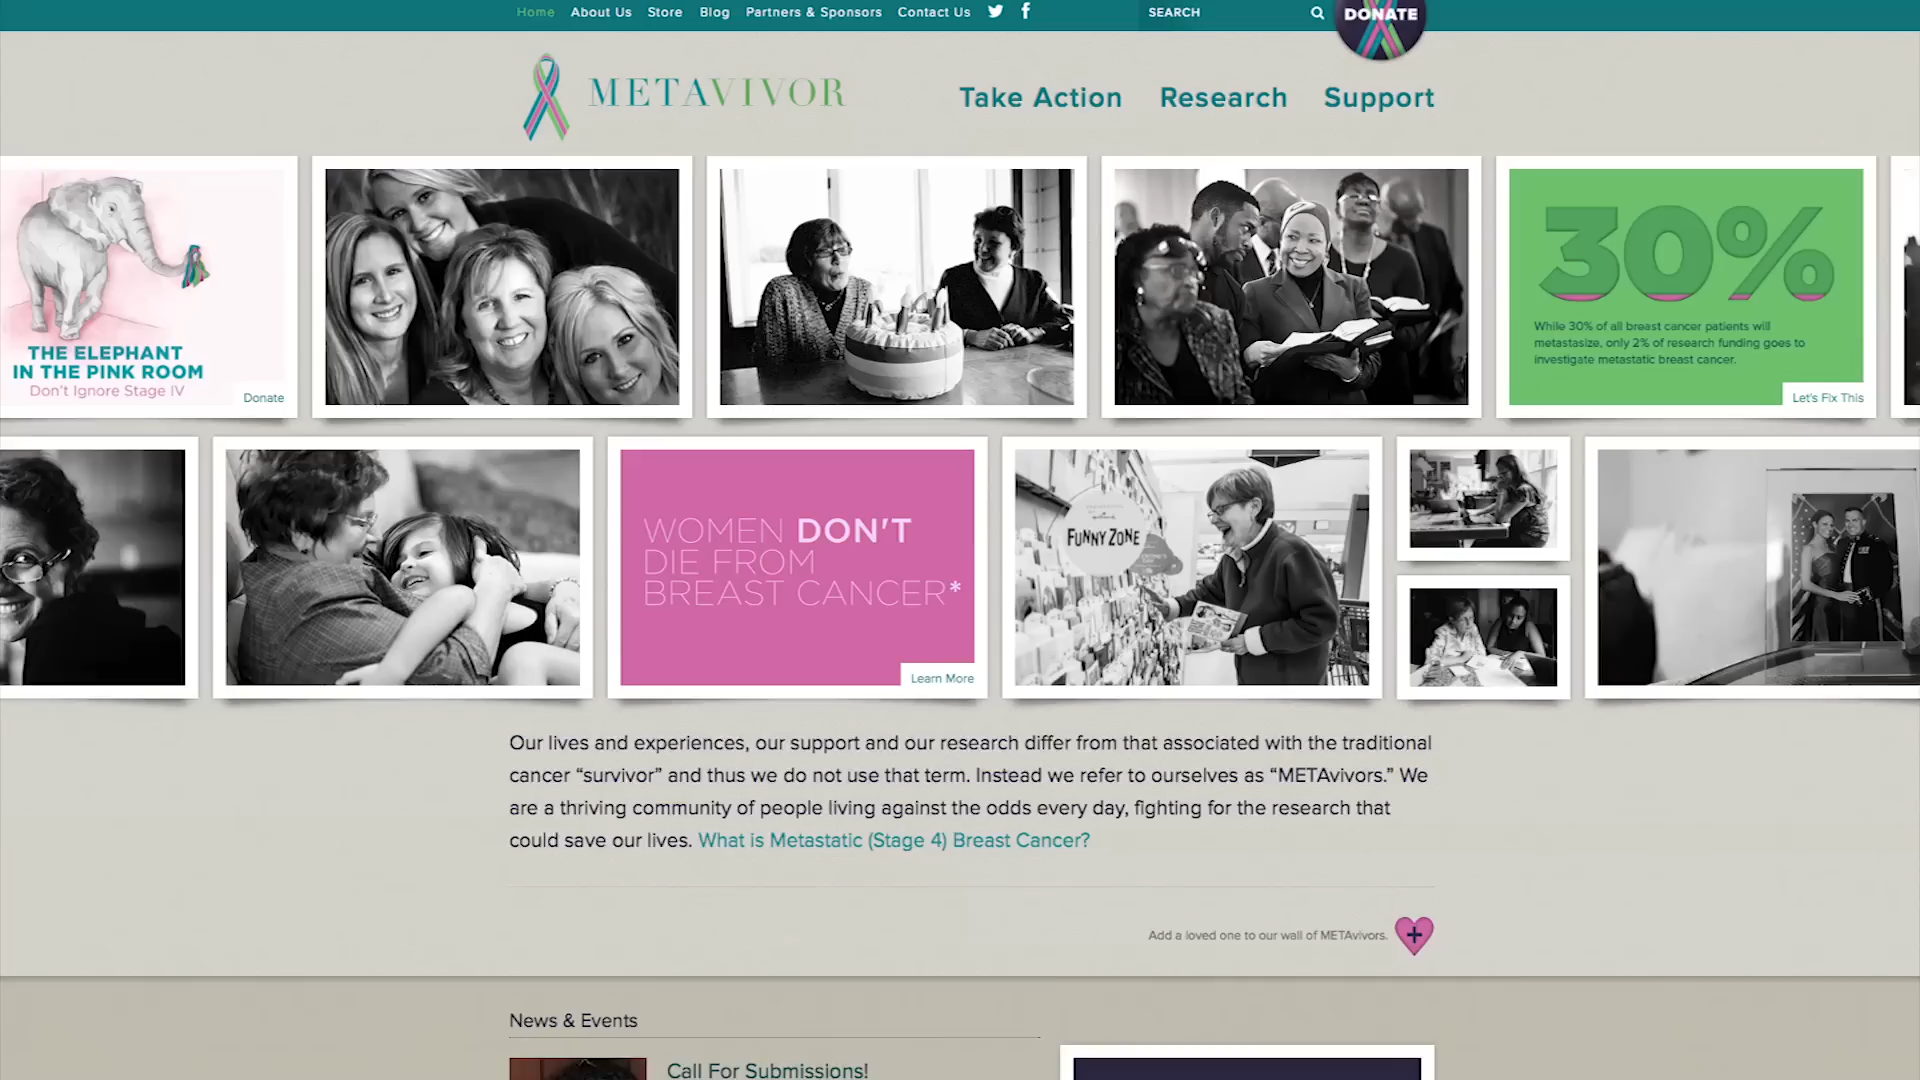 Home About Us Store Blog Partners & Sponsors Contact Us SEARCH DONATE
METAVIVOR
Take Action Research Support
THE ELEPHANT
IN THE PINK ROOM
Don't Ignore Stage IV
Donate
30%
While 30% of all breast cancer patients will
metastasize, only 2% of research funding goes to
investigate metastatic breast cancer.
Let's Fix This
WOMEN DON'T
DIE FROM
BREAST CANCER*
Learn More
FUNNY ZONE
Our lives and experiences, our support and our research differ from that associated with the traditional
cancer “survivor” and thus we do not use that term. Instead we refer to ourselves as “METAvivors.” We
are a thriving community of people living against the odds every day, fighting for the research that
could save our lives. What is Metastatic (Stage 4) Breast Cancer?
Add a loved one to our wall of METAvivors.
News & Events
Call For Submissions!